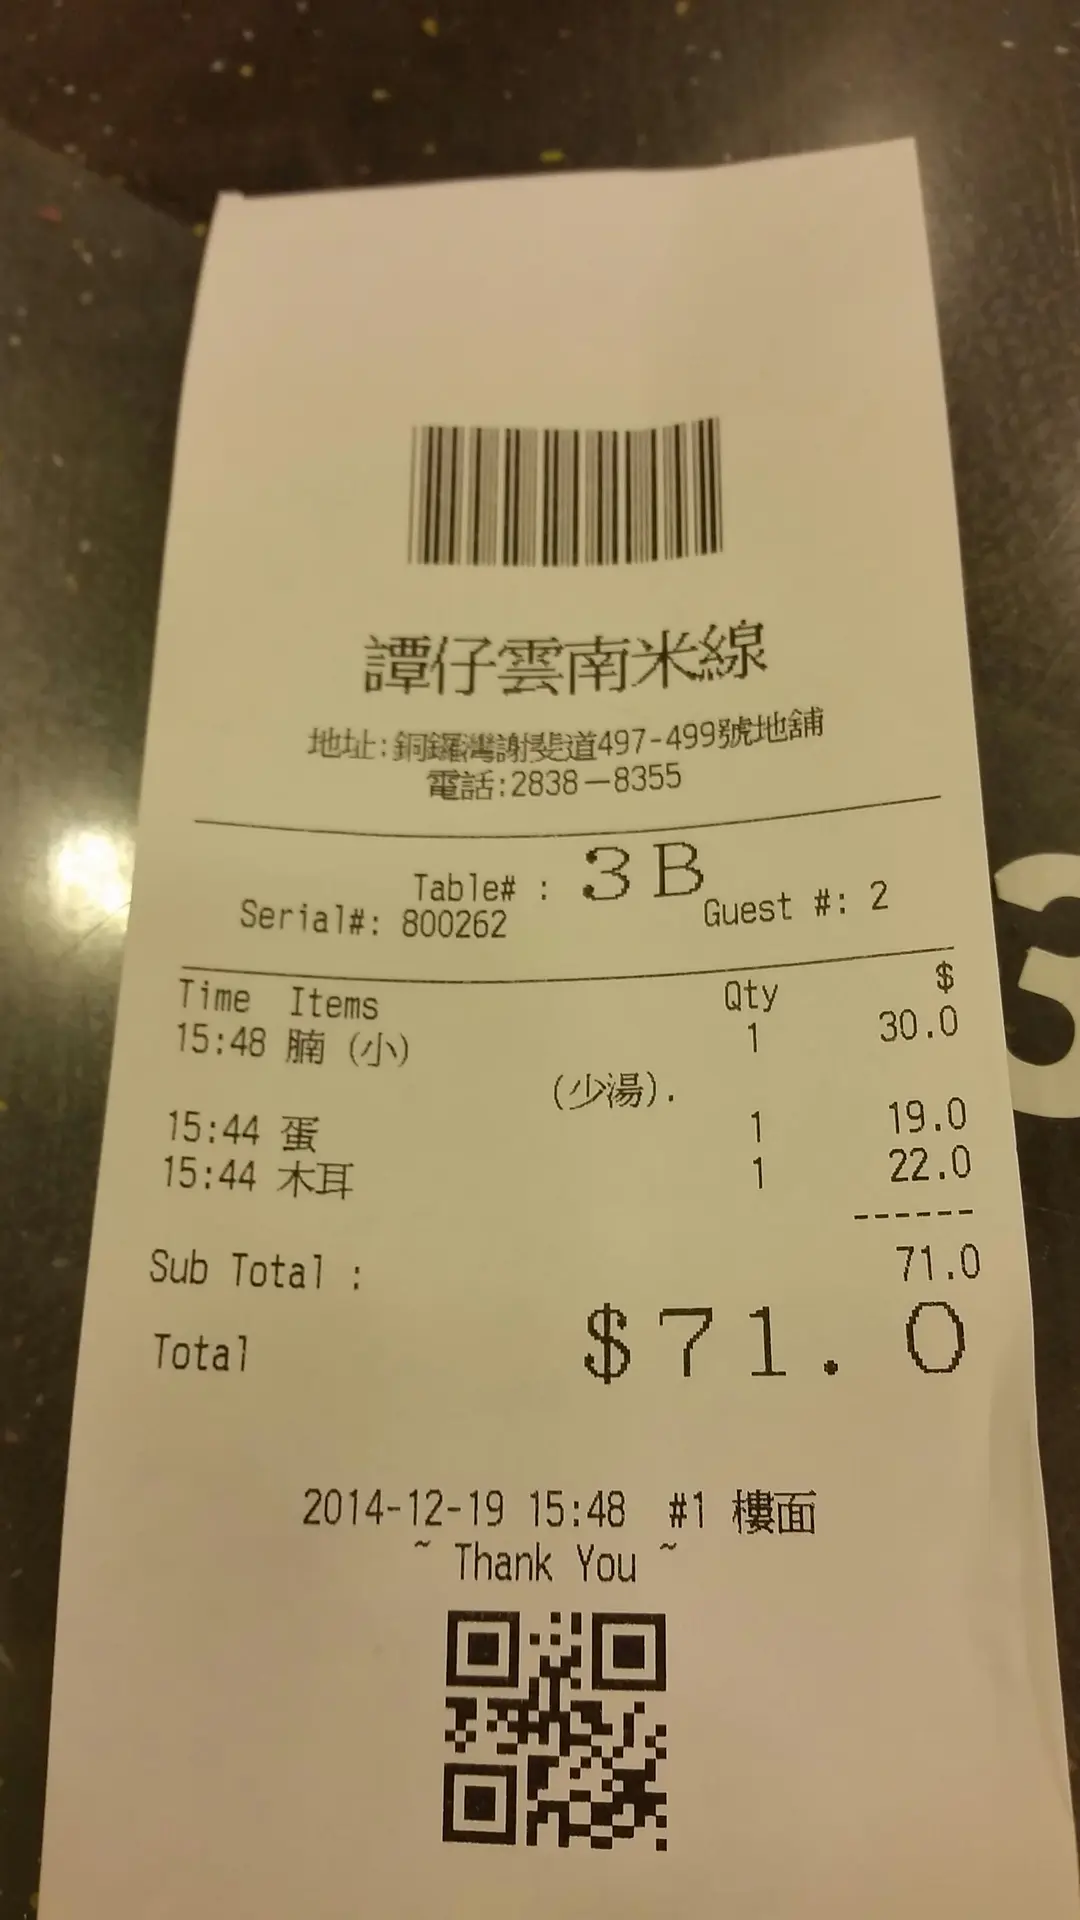 譚仔雲南米線
地址:銅鑼灣謝斐道497-499號地舖
電話:2838－8355
Table# : 3B
Serial#: 800262 Guest #: 2
Time Items Qty $
15:48 腩 (小) 1 30.0
(少湯).
15:44 蛋 1 19.0
15:44 木耳 1 22.0
------
Sub Total : 71.0
Total $71.0
2014-12-19 15:48 #1 樓面
~ Thank You ~
3